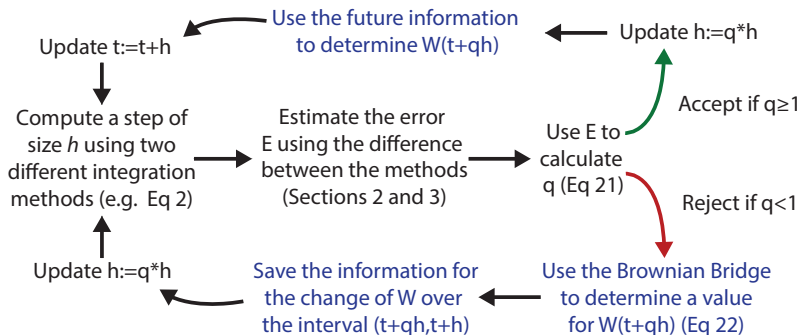 Use the future information
to determine W(t+qh)
Update t:=t+h
Update h:=q*h
Accept if q≥1
Compute a step of
size h using two
different integration
methods (e.g. Eq 2)
Estimate the error
E using the difference
between the methods
(Sections 2 and 3)
Use E to
calculate
q (Eq 21)
Reject if q<1
Update h:=q*h
Save the information for
the change of W over
the interval (t+qh,t+h)
Use the Brownian Bridge
to determine a value
for W(t+qh) (Eq 22)